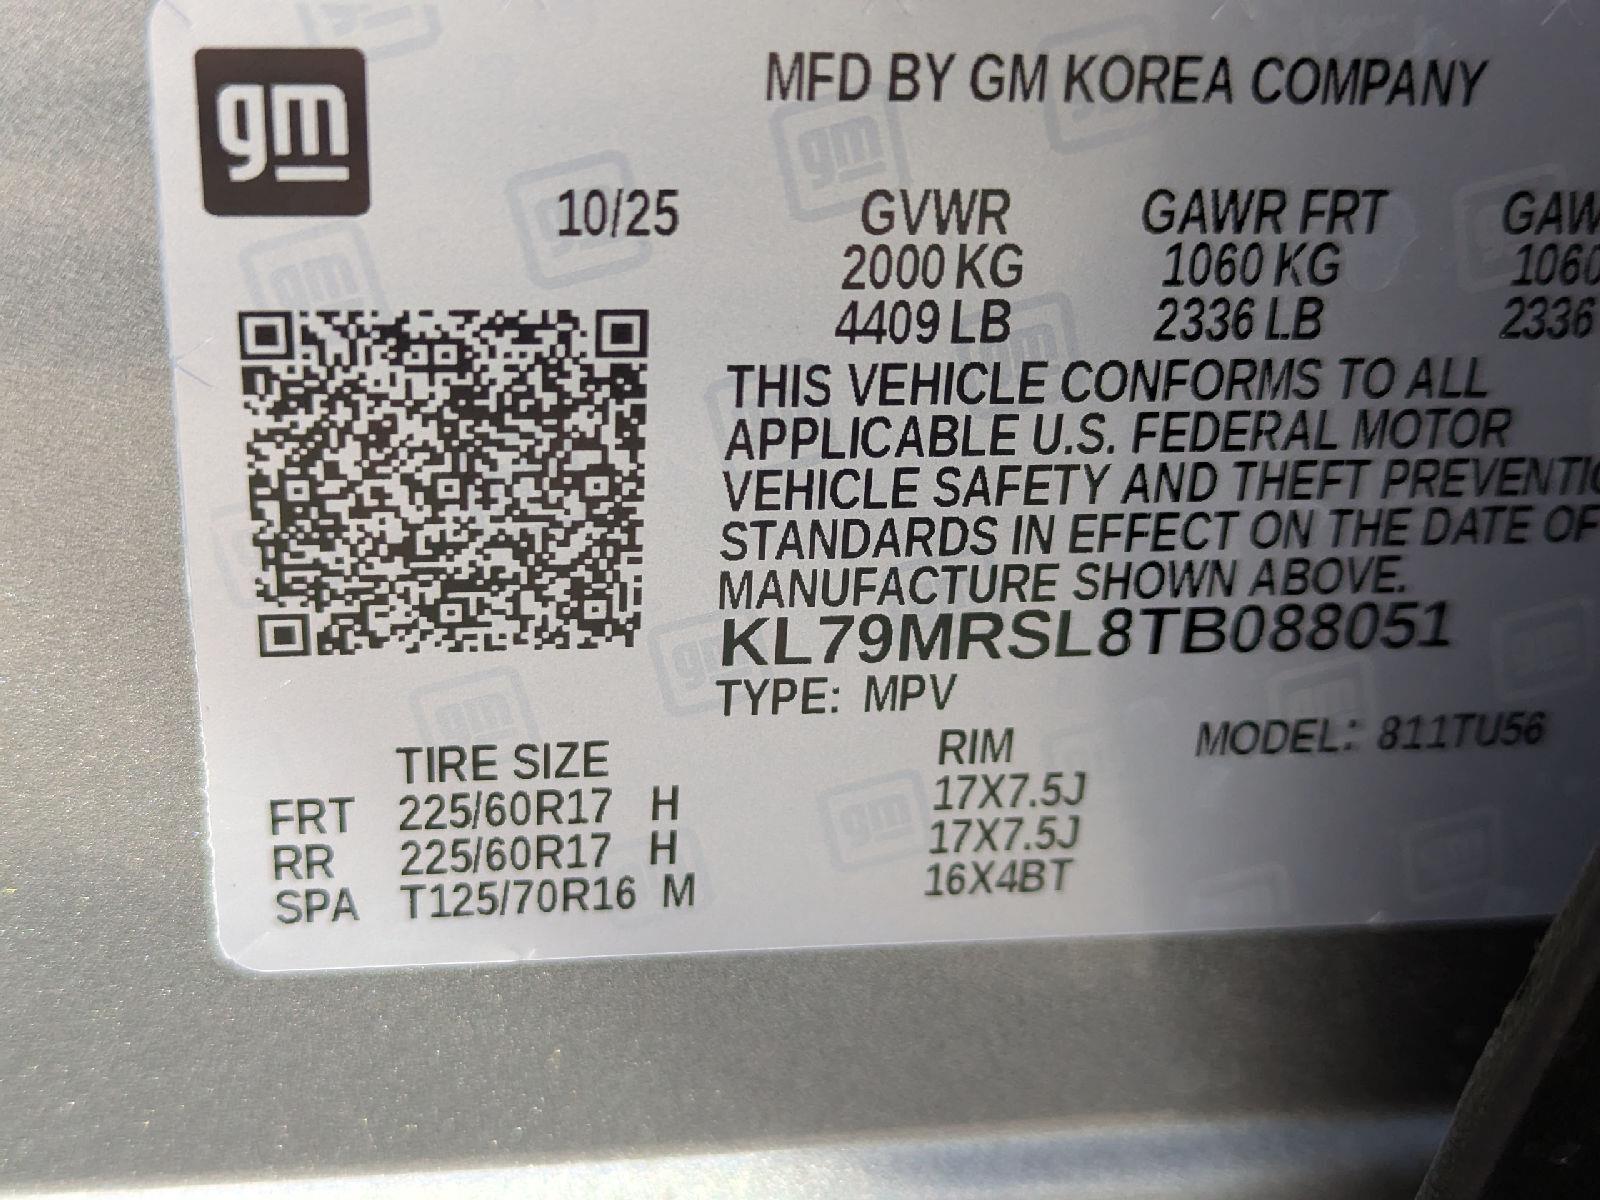 gm
MFD BY GM KOREA COMPANY
10/25 GVWR GAWR FRT
2000 KG 1060 KG 1060
4409 LB 2336 LB 2336
THIS VEHICLE CONFORMS TO ALL
APPLICABLE U.S. FEDERAL MOTOR
VEHICLE SAFETY AND THEFT
STANDARDS IN EFFECT ON THE DATE OF
MANUFACTURE SHOWN ABOVE.
KL79MRSL8TB088051
TYPE: MPV
MODEL: 811TU56
TIRE SIZE RIM
FRT 225/60R17 H 17X7.5J
RR 225/60R17 H 17X7.5J
SPA T125/70R16 M 16X4BT